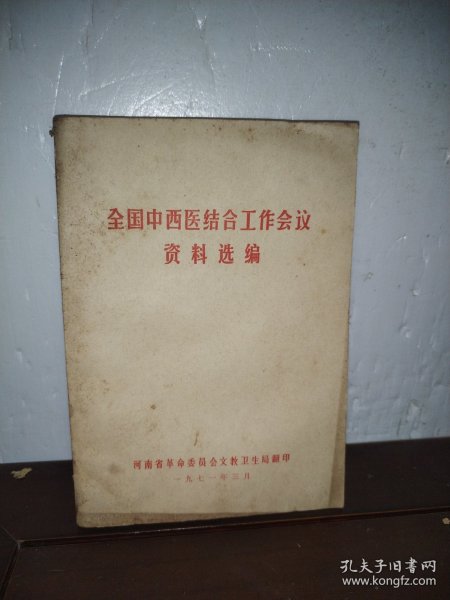 全国中西医结合工作会议
资料选编
河南省革命委员会文教卫生局翻印
一九七一年三月
孔夫子旧书网
www.kongfz.com